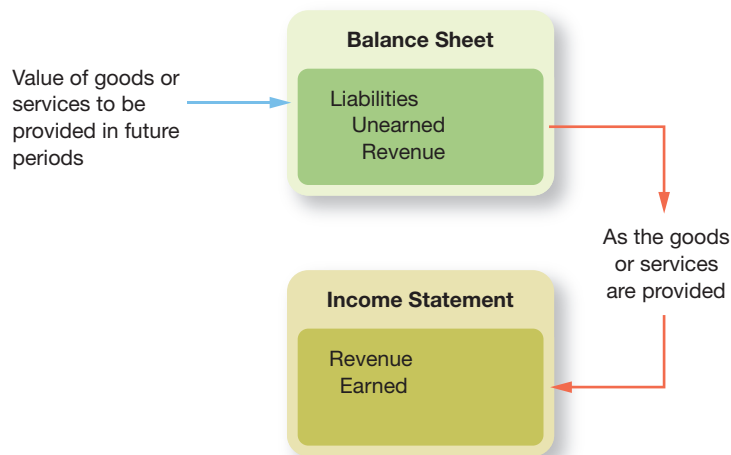 Balance Sheet
Value of goods or
services to be
provided in future
periods
Liabilities
Unearned
Revenue
As the goods
or services
are provided
Income Statement
Revenue
Earned